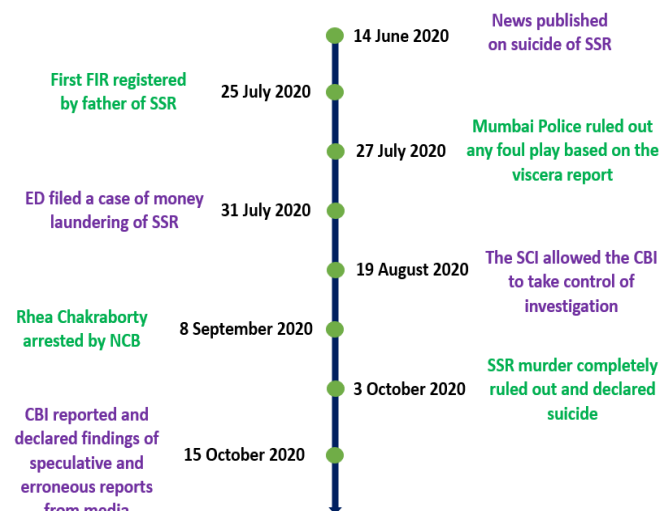 News published
on suicide of SSR
14 June 2020
First FIR registered
by father of SSR
25 July 2020
Mumbai Police ruled out
any foul play based on the
viscera report
27 July 2020
ED filed a case of money
laundering of SSR
31 July 2020
The SCI allowed the CBI
to take control of
investigation
19 August 2020
Rhea Chakraborty
arrested by NCB
8 September 2020
SSR murder completely
ruled out and declared
suicide
3 October 2020
CBI reported and
declared findings of
speculative and
erroneous reports
from media
15 October 2020